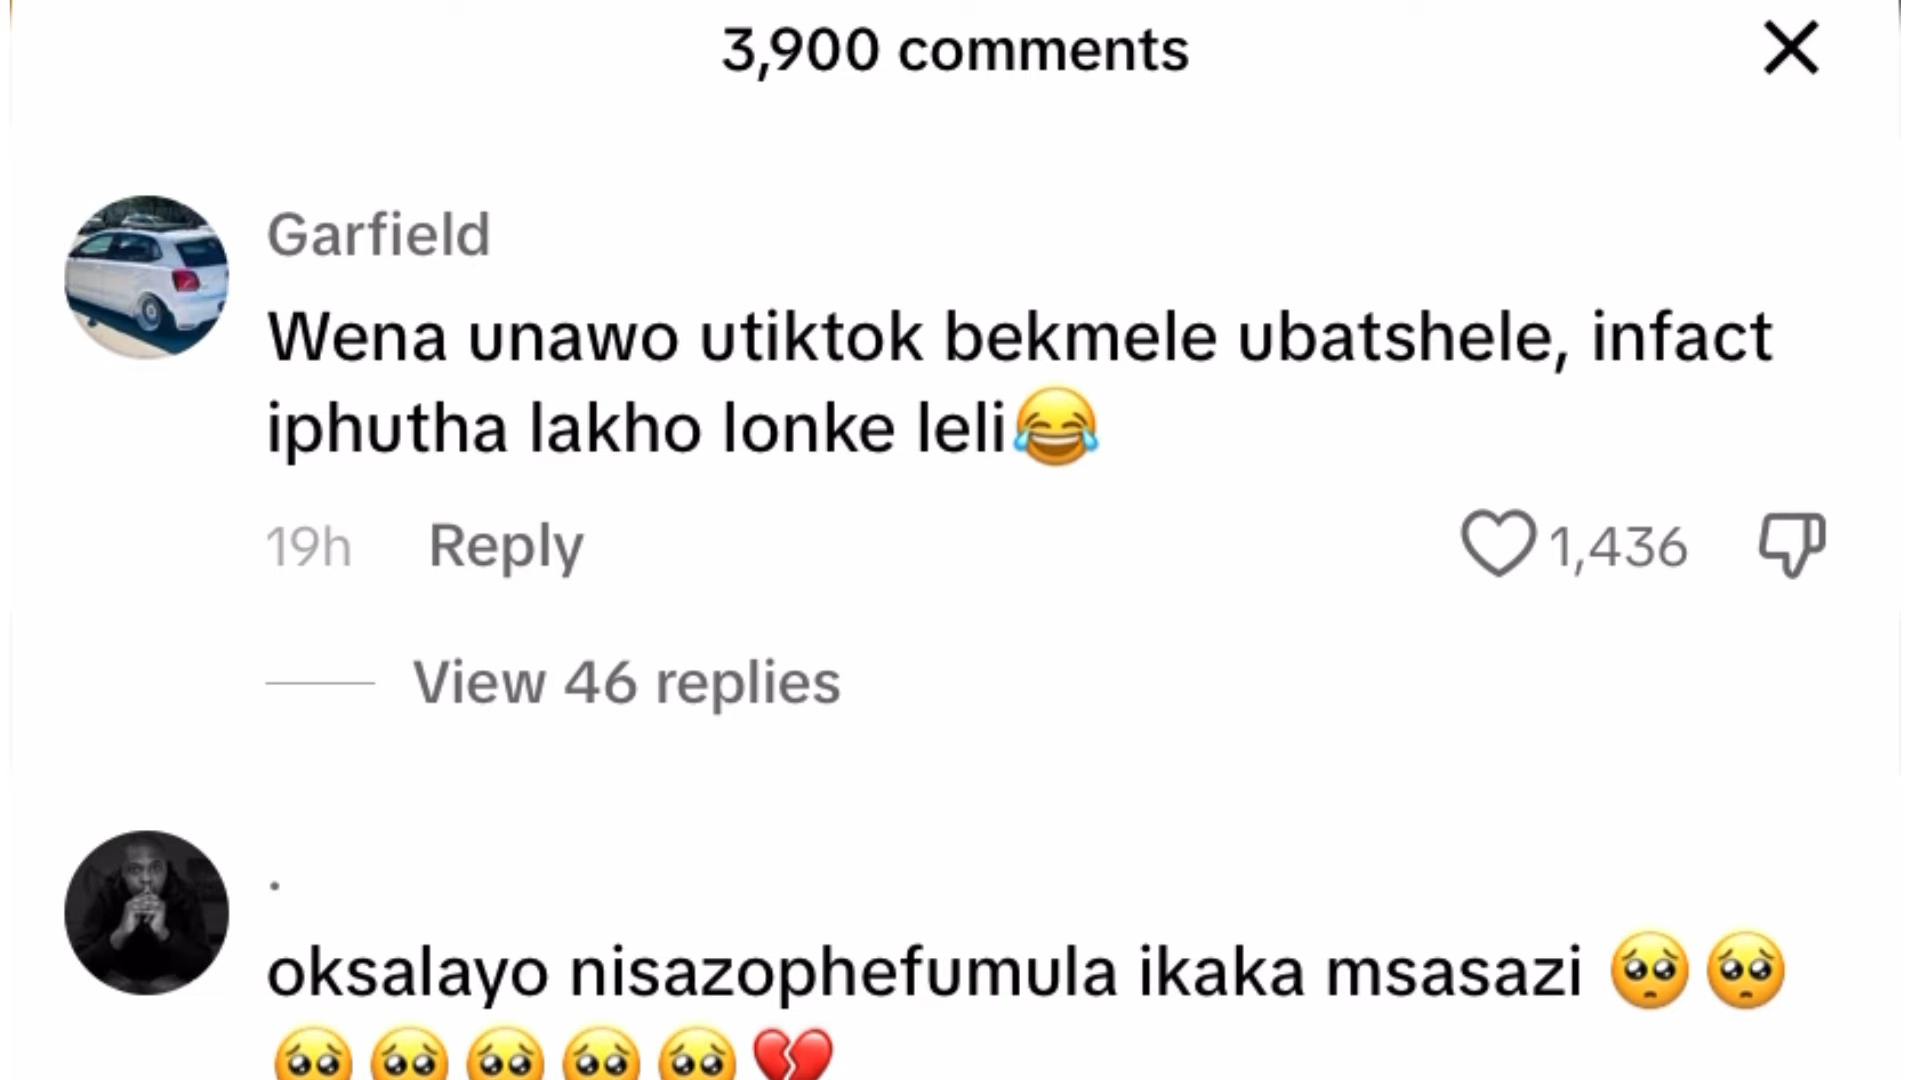 3,900 comments
Garfield
Wena unawo utiktok bekmele ubatshele, infact
iphutha lakho lonke leli😂
19h Reply 1,436
View 46 replies
.
oksalayo nisazophefumula ikaka msasazi 🥺🥺
🥺🥺🥺🥺🥺💔